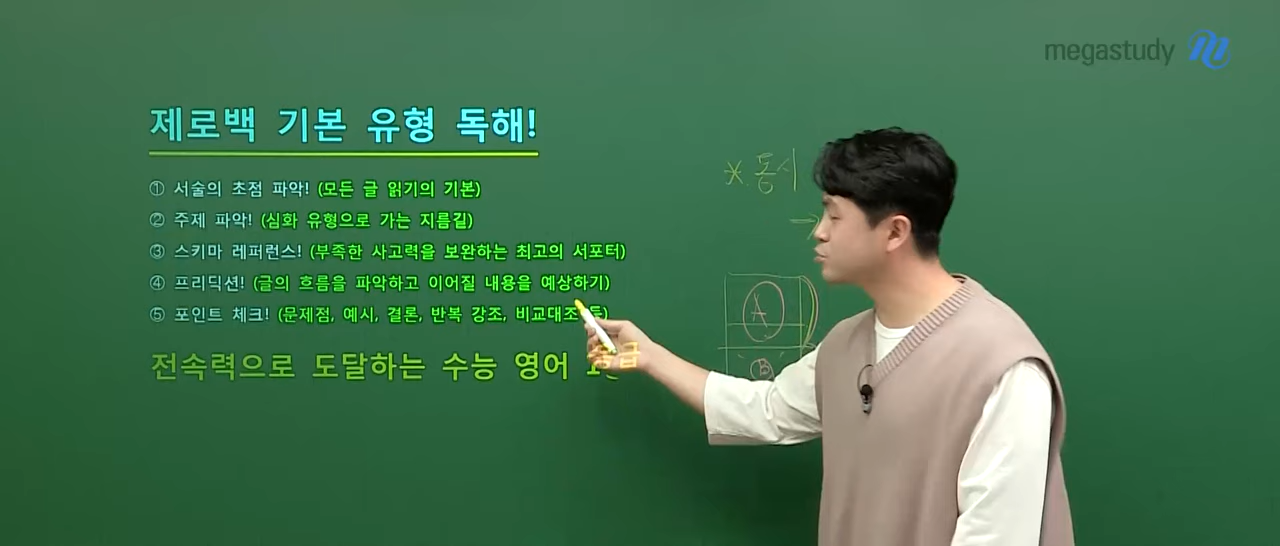 megastudy
제로백 기본 유형 독해!
① 서술의 초점 파악! (모든 글 읽기의 기본)
② 주제 파악! (심화 유형으로 가는 지름길)
③ 스키마 레퍼런스! (부족한 사고력을 보완하는 최고의 서포터)
④ 프리딕션! (글의 흐름을 파악하고 이어질 내용을 예상하기)
⑤ 포인트 체크! (문제점, 예시, 결론, 반복 강조, 비교대조 등)
전속력으로 도달하는 수능 영어 1등급
*.동시
→
A
B